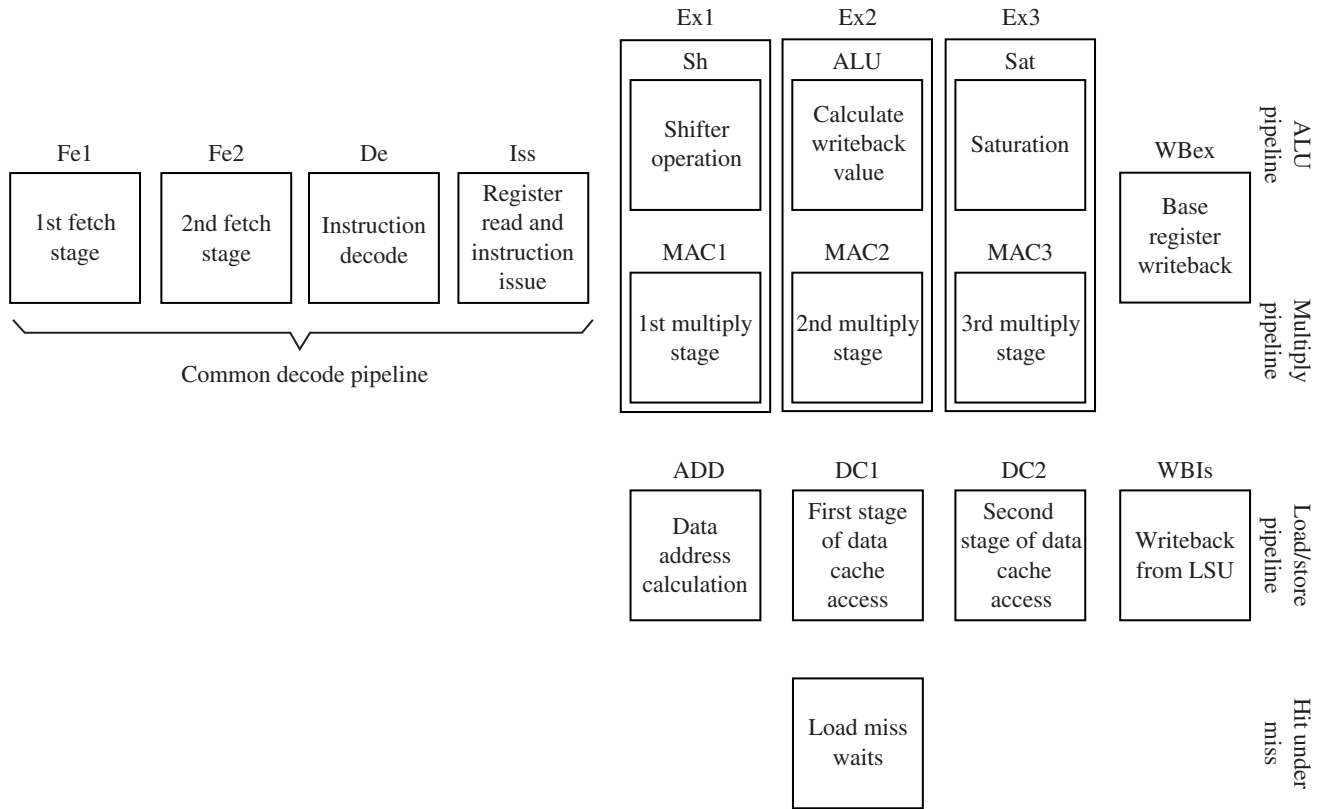 Ex1
Ex2
Ex3
Sh
ALU
Sat
Shifter
operation
Calculate
writeback
value
Saturation
ALU
pipeline
Fe1
Fe2
De
Iss
WBex
1st fetch
stage
2nd fetch
stage
Instruction
decode
Register
read and
instruction
issue
Base
register
writeback
MAC1
MAC2
MAC3
1st multiply
stage
2nd multiply
stage
3rd multiply
stage
Multiply
pipeline
Common decode pipeline
ADD
DC1
DC2
WBIs
Data
address
calculation
First stage
of data
cache
access
Second
stage of data
cache
access
Writeback
from LSU
Load/store
pipeline
Load miss
waits
Hit under
miss